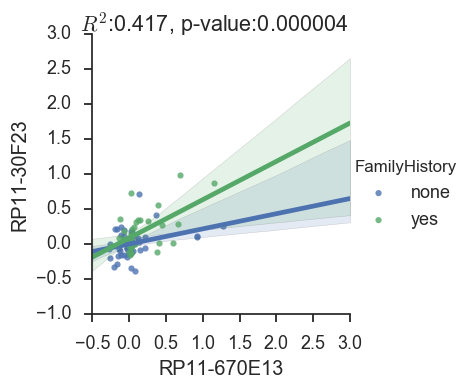 R²:0.417, p-value:0.000004
3.0
2.5
2.0
1.5
1.0
0.5
0.0
−0.5
−1.0
RP11-30F23
−0.5 0.0 0.5 1.0 1.5 2.0 2.5 3.0
RP11-670E13
FamilyHistory
none
yes